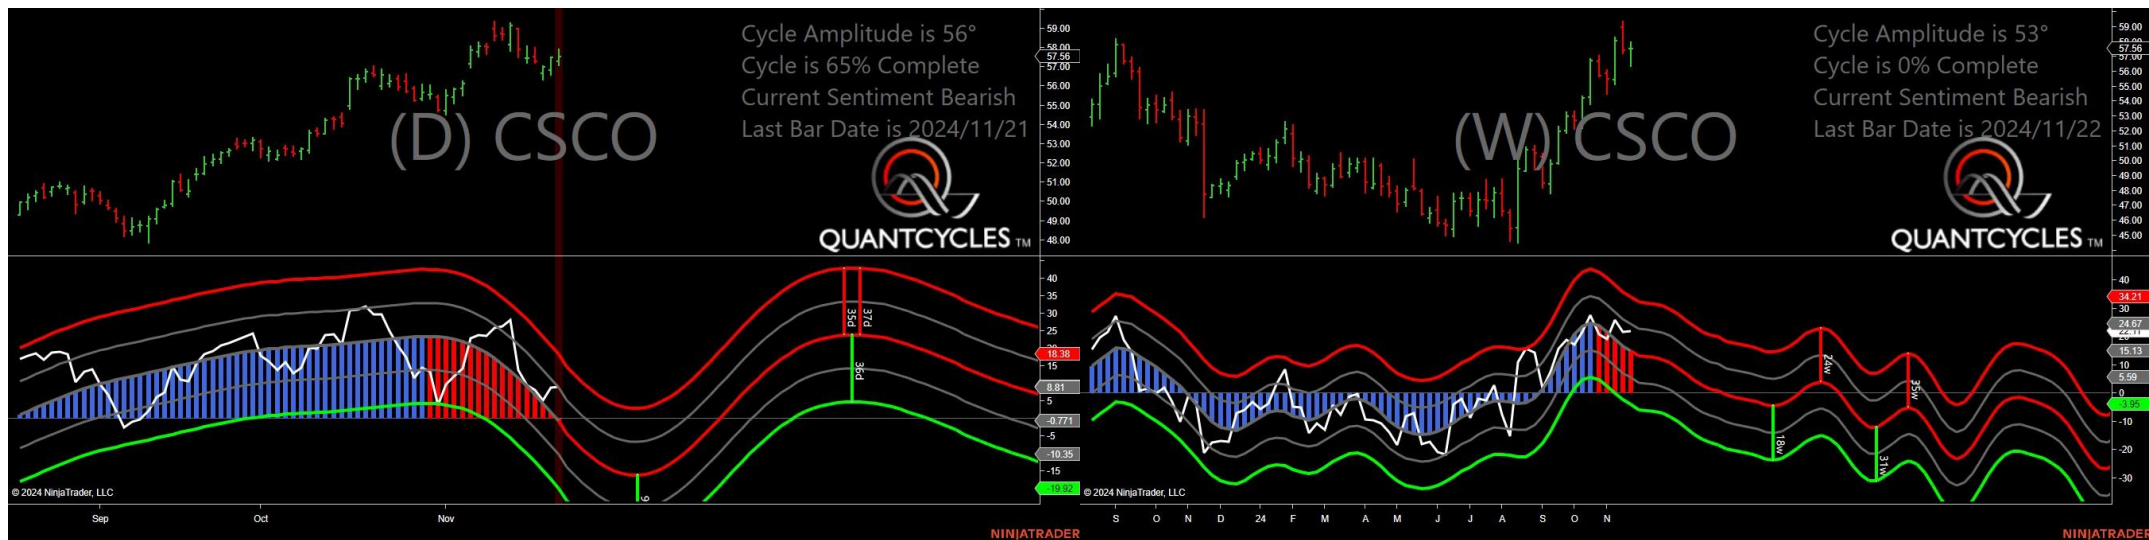 Cycle Amplitude is 56°
Cycle is 65% Complete
Current Sentiment Bearish
Last Bar Date is 2024/11/21
(D) CSCO
QUANTCYCLES TM
59.00
58.00
57.56
57.00
56.00
55.00
54.00
53.00
52.00
51.00
50.00
49.00
48.00
40
35
30
25
18.38
15
8.81
5
-0.771
-5
-10.35
-15
-19.92
35d
37d
36d
© 2024 NinjaTrader, LLC
Sep
Oct
Nov
NINJATRADER
Cycle Amplitude is 53°
Cycle is 0% Complete
Current Sentiment Bearish
Last Bar Date is 2024/11/22
(W) CSCO
QUANTCYCLES TM
59.00
57.56
56.00
55.00
54.00
53.00
52.00
51.00
50.00
49.00
48.00
47.00
46.00
45.00
40
34.21
30
24.67
15.13
10
5.59
0
-3.95
-10
-20
-30
24w
35w
18w
31w
© 2024 NinjaTrader, LLC
S
O
N
D
24
F
M
A
M
J
J
A
S
O
N
NINJATRADER